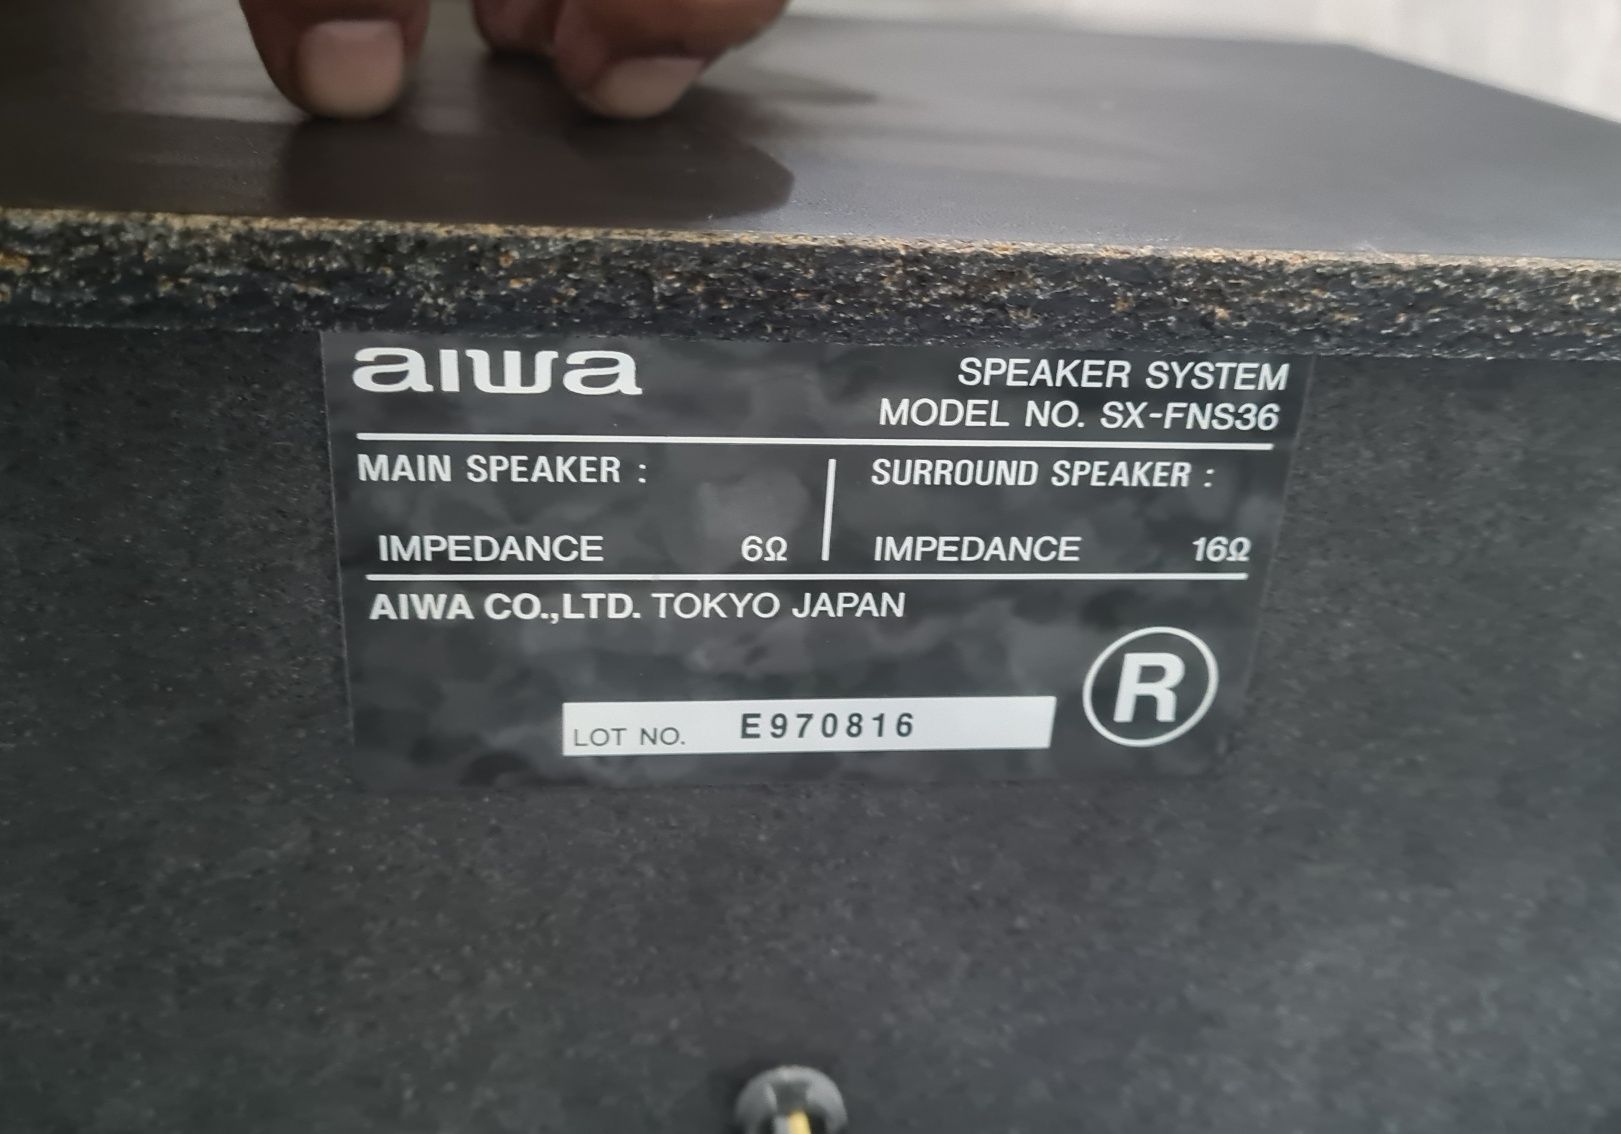 aiwa
SPEAKER SYSTEM
MODEL NO. SX-FNS36
MAIN SPEAKER :
IMPEDANCE 6Ω
SURROUND SPEAKER :
IMPEDANCE 16Ω
AIWA CO.,LTD. TOKYO JAPAN
R
LOT NO. E970816